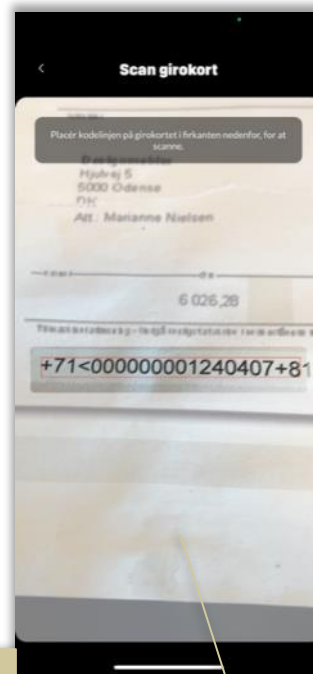 Scan girokort
Placér kodelinjen på girokortet i firkanten nedenfor, for at
scanne.
Hjulvej 5
5000 Odense
DK
Att.: Marianne Nielsen
6 026,28
+71<000000001240407+81